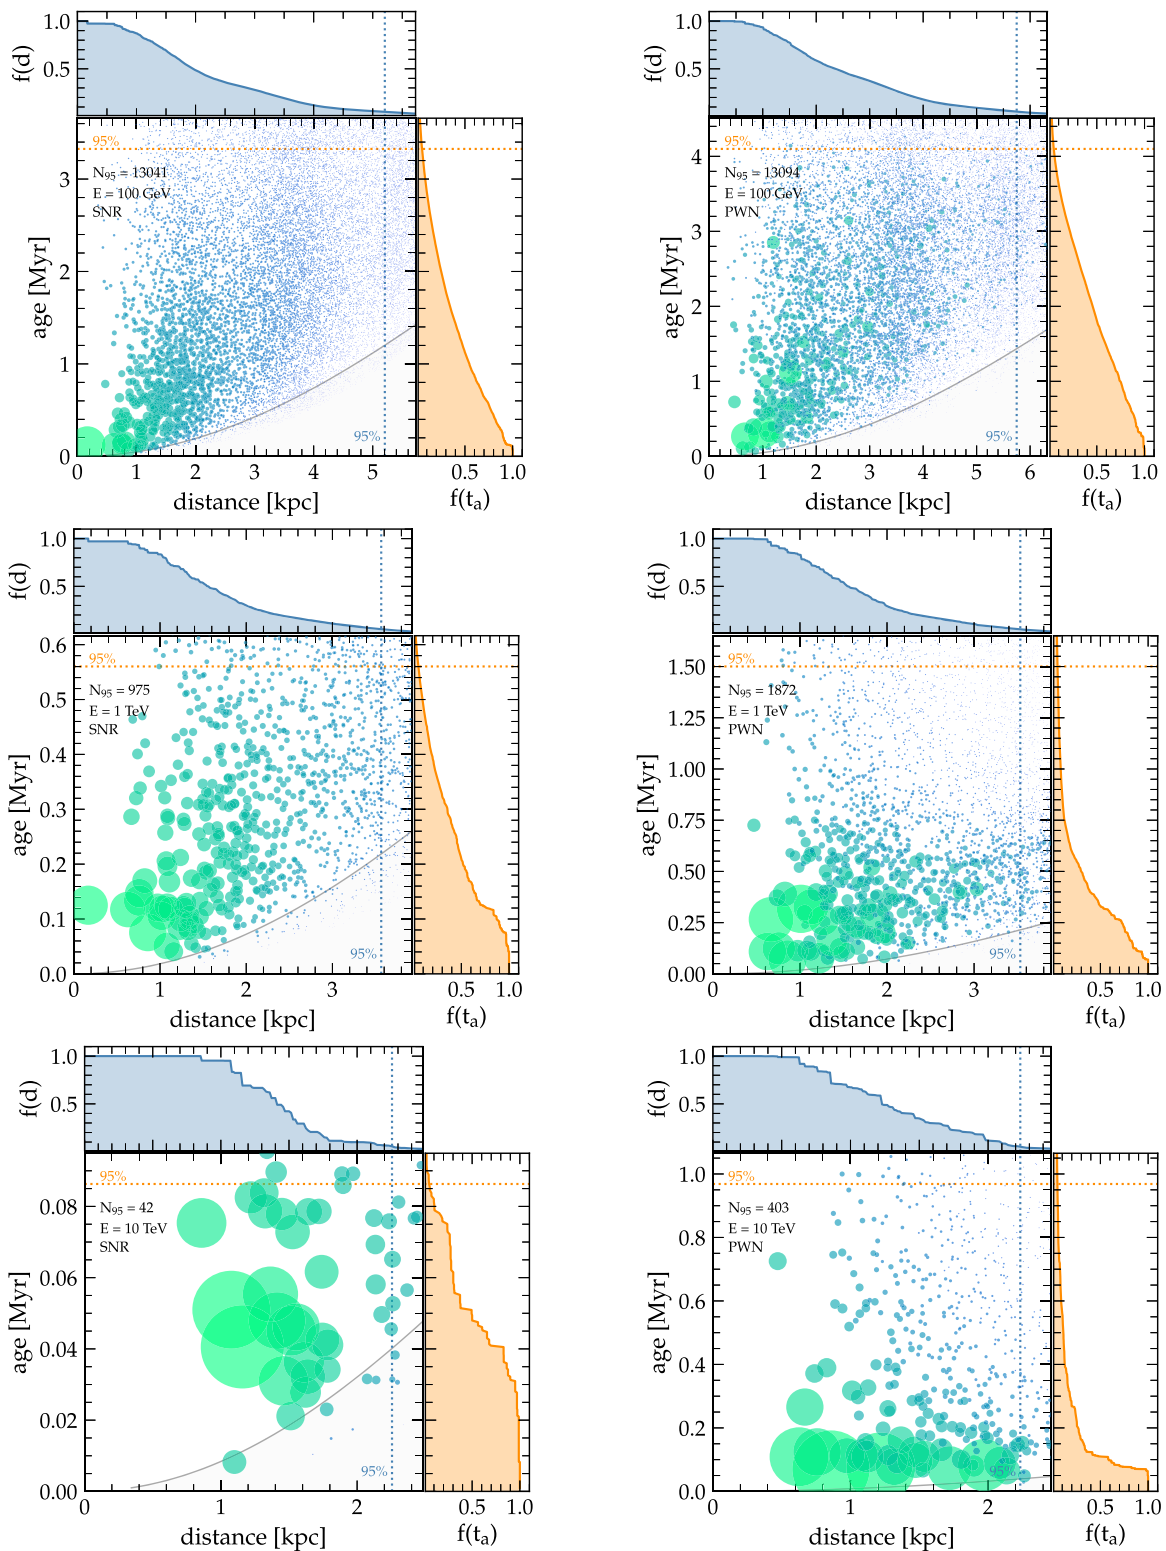 1.0
0.5
f(d)
95%
N95 = 13041
E = 100 GeV
SNR
3
2
1
0
age [Myr]
95%
0 1 2 3 4 5
distance [kpc]
0.5 1.0
f(ta)
1.0
0.5
f(d)
95%
N95 = 13094
E = 100 GeV
PWN
4
3
2
1
0
age [Myr]
95%
0 1 2 3 4 5 6
distance [kpc]
0.5 1.0
f(ta)
1.0
0.5
f(d)
95%
N95 = 975
E = 1 TeV
SNR
0.6
0.5
0.4
0.3
0.2
0.1
0.0
age [Myr]
95%
0 1 2 3
distance [kpc]
0.5 1.0
f(ta)
1.0
0.5
f(d)
95%
N95 = 1872
E = 1 TeV
PWN
1.50
1.25
1.00
0.75
0.50
0.25
0.00
age [Myr]
95%
0 1 2 3
distance [kpc]
0.5 1.0
f(ta)
1.0
0.5
f(d)
95%
N95 = 42
E = 10 TeV
SNR
0.08
0.06
0.04
0.02
0.00
age [Myr]
95%
0 1 2
distance [kpc]
0.5 1.0
f(ta)
1.0
0.5
f(d)
95%
N95 = 403
E = 10 TeV
PWN
1.0
0.8
0.6
0.4
0.2
0.0
age [Myr]
95%
0 1 2
distance [kpc]
0.5 1.0
f(ta)